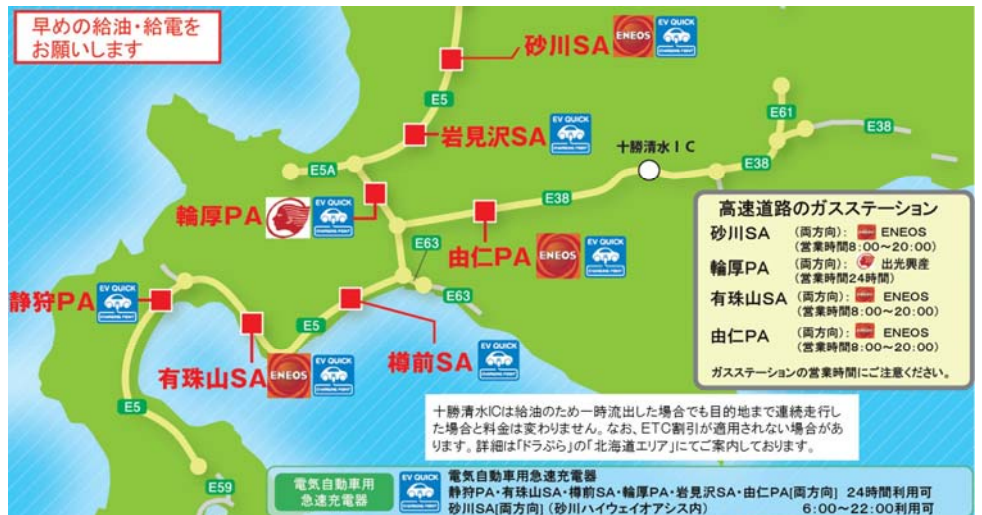 早めの給油・給電を
お願いします
砂川SA
ENEOS
EV QUICK
CHARGING POINT
E5
岩見沢SA
EV QUICK
CHARGING POINT
E61
E38
十勝清水IC
E38
E5A
輪厚PA
EV QUICK
CHARGING POINT
E38
由仁PA
ENEOS
EV QUICK
CHARGING POINT
E63
E63
静狩PA
EV QUICK
CHARGING POINT
E5
樽前SA
EV QUICK
CHARGING POINT
有珠山SA
ENEOS
EV QUICK
CHARGING POINT
E5
E59
高速道路のガスステーション
砂川SA (両方向): ENEOS
(営業時間8:00~20:00)
輪厚PA (両方向): 出光興産
(営業時間24時間)
有珠山SA (両方向): ENEOS
(営業時間8:00~20:00)
由仁PA (両方向): ENEOS
(営業時間8:00~20:00)
ガスステーションの営業時間にご注意ください。
十勝清水ICは給油のため一時流出した場合でも目的地まで連続走行し
た場合と料金は変わりません。なお、ETC割引が適用されない場合があ
ります。詳細は「ドラぷら」の「北海道エリア」にてご案内しております。
電気自動車用
急速充電器
EV QUICK
CHARGING POINT
電気自動車用急速充電器
静狩PA・有珠山SA・樽前SA・輪厚PA・岩見沢SA・由仁PA[両方向] 24時間利用可
砂川SA[両方向](砂川ハイウェイオアシス内) 6:00~22:00利用可